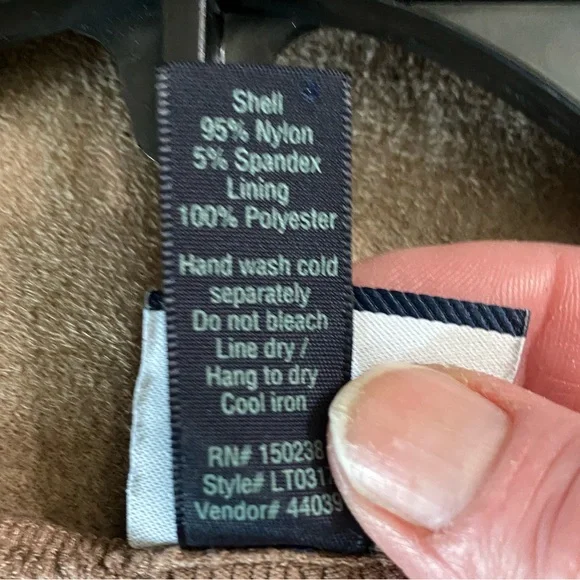 Shell
95% Nylon
5% Spandex
Lining
100% Polyester
Hand wash cold
separately
Do not bleach
Line dry /
Hang to dry
Cool iron
RN# 150238
Style# LT031
Vendor# 44039